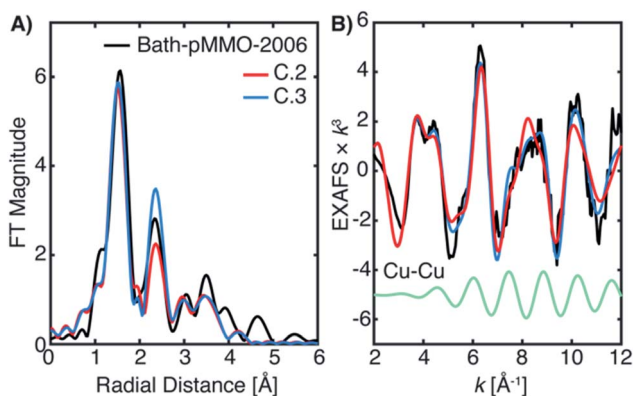 A)
Bath-pMMO-2006
C.2
C.3
FT Magnitude
6
4
2
0
0 1 2 3 4 5 6
Radial Distance [Å]
B)
EXAFS × k³
6
4
2
0
-2
-4
-6
Cu-Cu
2 4 6 8 10 12
k [Å⁻¹]